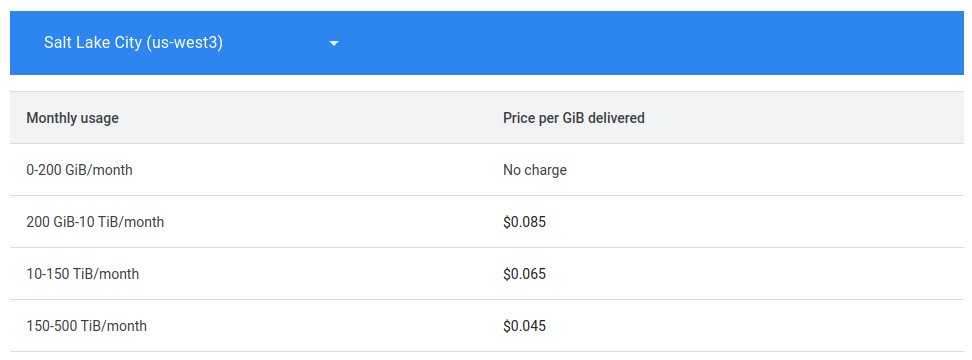 Salt Lake City (us-west3)
Monthly usage Price per GiB delivered
0-200 GiB/month No charge
200 GiB-10 TiB/month $0.085
10-150 TiB/month $0.065
150-500 TiB/month $0.045